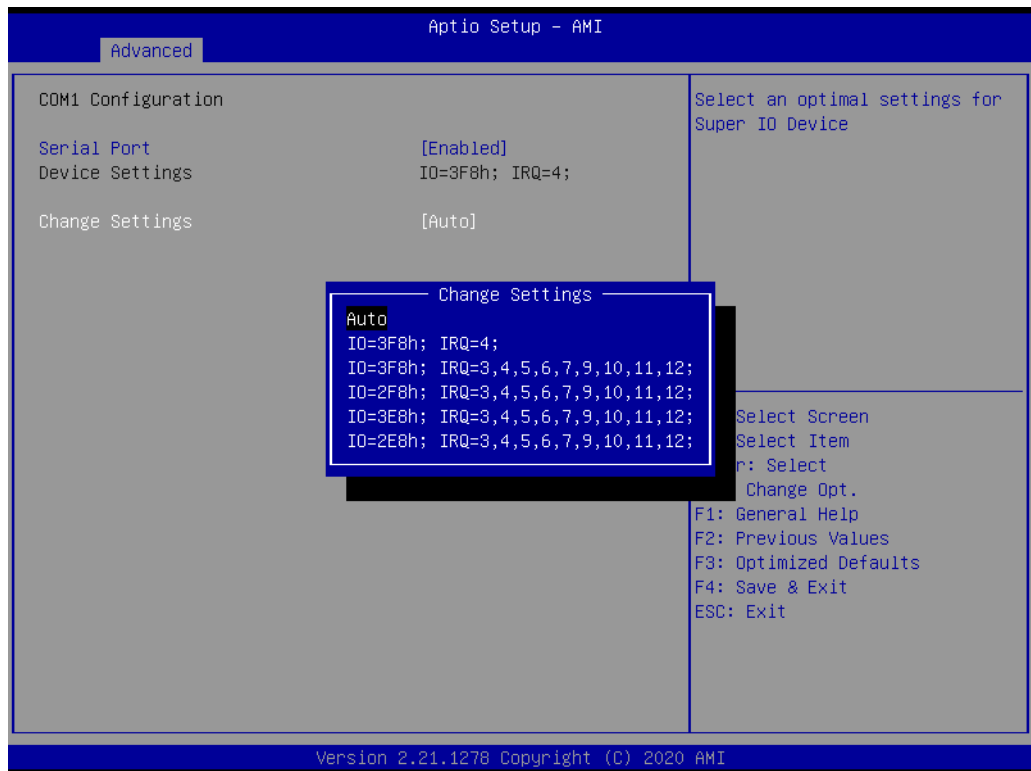 Aptio Setup – AMI
Advanced
COM1 Configuration
Serial Port [Enabled]
Device Settings IO=3F8h; IRQ=4;
Change Settings [Auto]
Change Settings
Auto
IO=3F8h; IRQ=4;
IO=3F8h; IRQ=3,4,5,6,7,9,10,11,12;
IO=2F8h; IRQ=3,4,5,6,7,9,10,11,12;
IO=3E8h; IRQ=3,4,5,6,7,9,10,11,12;
IO=2E8h; IRQ=3,4,5,6,7,9,10,11,12;
Select an optimal settings for
Super IO Device
Select Screen
Select Item
r: Select
Change Opt.
F1: General Help
F2: Previous Values
F3: Optimized Defaults
F4: Save & Exit
ESC: Exit
Version 2.21.1278 Copyright (C) 2020 AMI